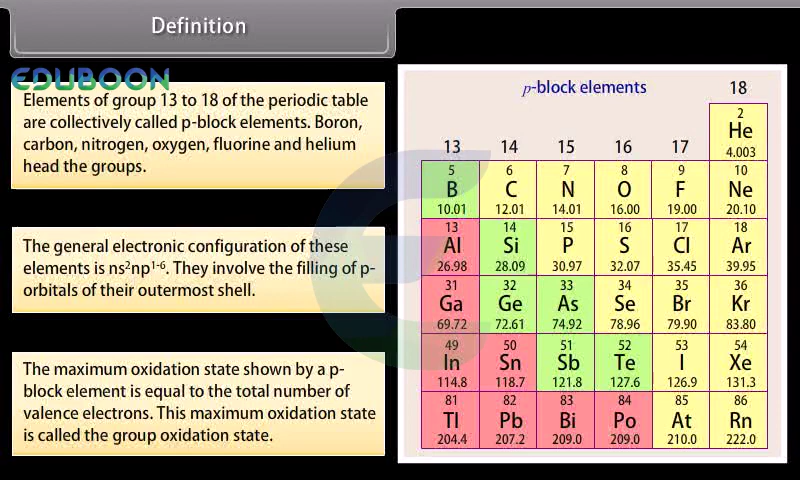 Definition
EDUBOON
Elements of group 13 to 18 of the periodic table
are collectively called p-block elements. Boron,
carbon, nitrogen, oxygen, fluorine and helium
head the groups.
The general electronic configuration of these
elements is ns²np¹⁻⁶. They involve the filling of p-
orbitals of their outermost shell.
The maximum oxidation state shown by a p-
block element is equal to the total number of
valence electrons. This maximum oxidation state
is called the group oxidation state.
p-block elements
18
2
He
4.003
13 14 15 16 17
5 6 7 8 9 10
B C N O F Ne
10.01 12.01 14.01 16.00 19.00 20.10
13 14 15 16 17 18
Al Si P S Cl Ar
26.98 28.09 30.97 32.07 35.45 39.95
31 32 33 34 35 36
Ga Ge As Se Br Kr
69.72 72.61 74.92 78.96 79.90 83.80
49 50 51 52 53 54
In Sn Sb Te I Xe
114.8 118.7 121.8 127.6 126.9 131.3
81 82 83 84 85 86
Tl Pb Bi Po At Rn
204.4 207.2 209.0 209.0 210.0 222.0